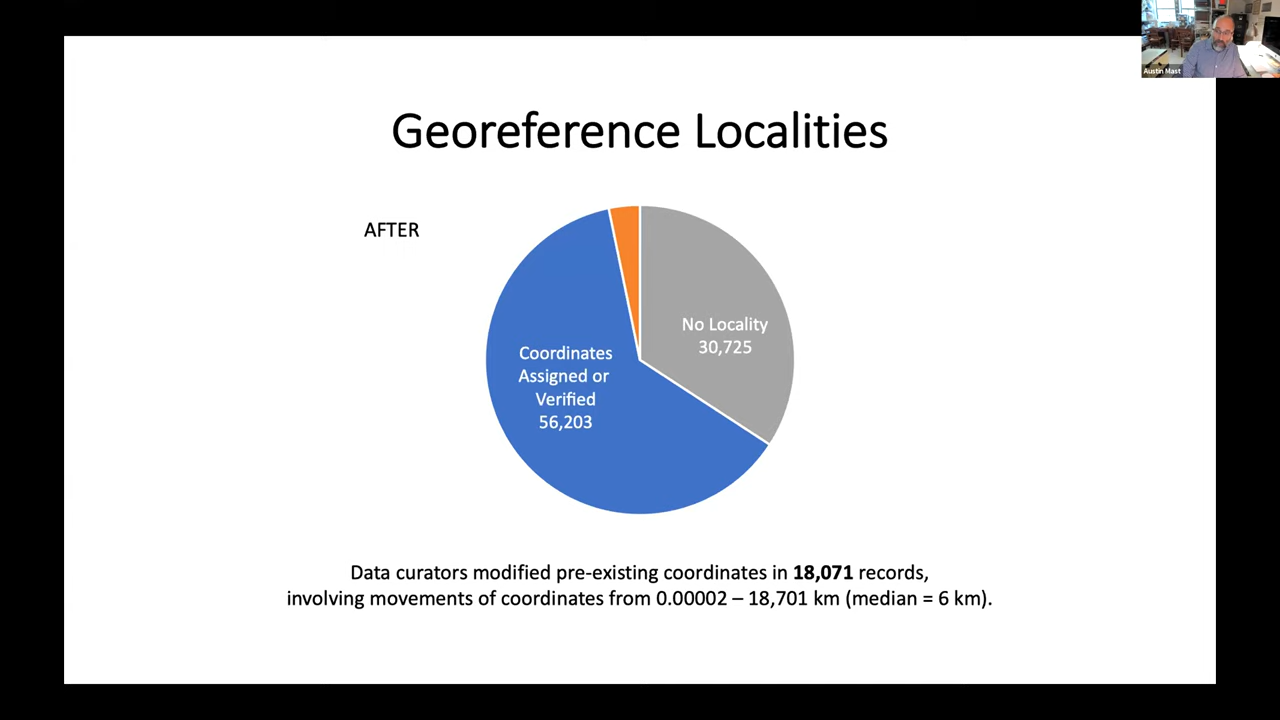 Austin Mast
Georeference Localities
AFTER
No Locality
30,725
Coordinates
Assigned or
Verified
56,203
Data curators modified pre-existing coordinates in 18,071 records,
involving movements of coordinates from 0.00002 – 18,701 km (median = 6 km).